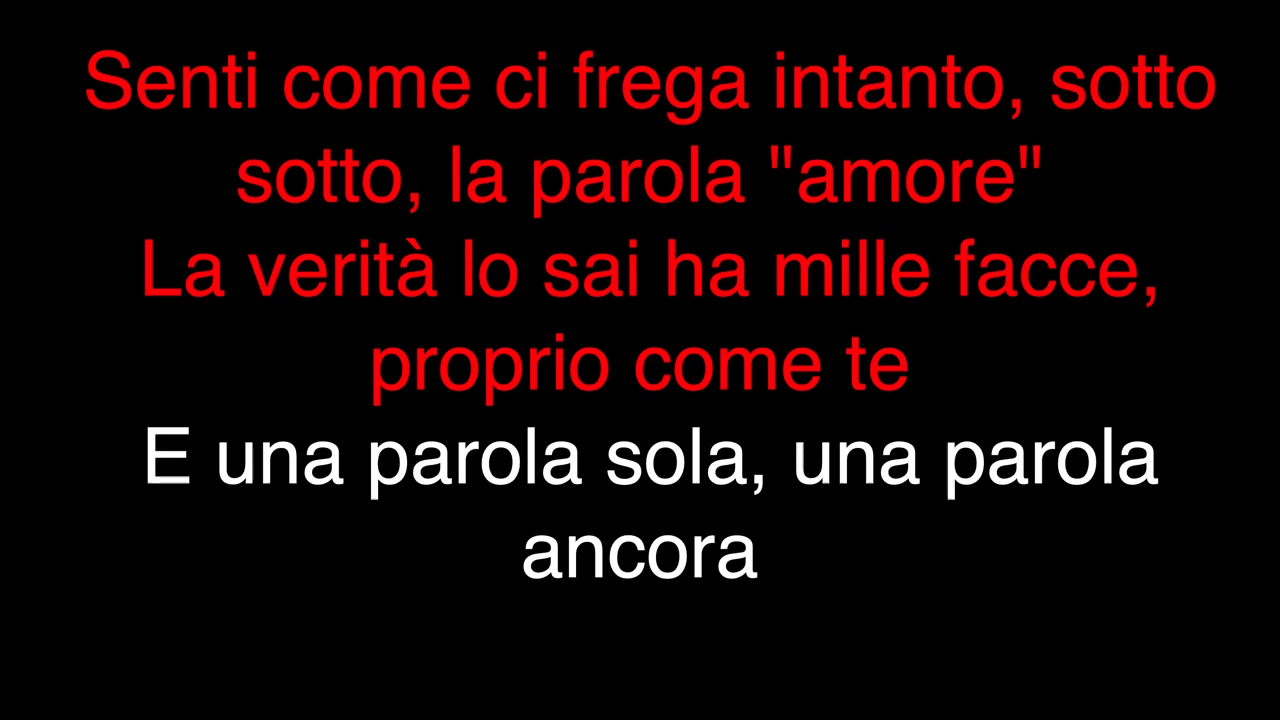 Senti come ci frega intanto, sotto
sotto, la parola "amore"
La verità lo sai ha mille facce,
proprio come te
E una parola sola, una parola
ancora